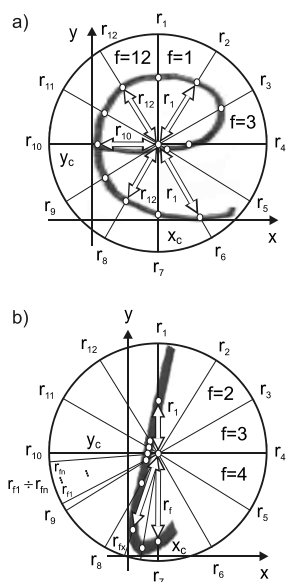 a)
y
r1
r12
r2
f=12
f=1
r11
r3
r12
r1
f=3
r10
r10
r4
yc
r9
r12
r1
r5
xc
x
r8
r6
r7
b)
y
r1
r12
r2
f=2
r11
r3
r1
f=3
yc
r10
r4
rfn
f=4
rf1÷rfn
rf1
r9
rf
r5
rfx
xc
x
r8
r6
r7